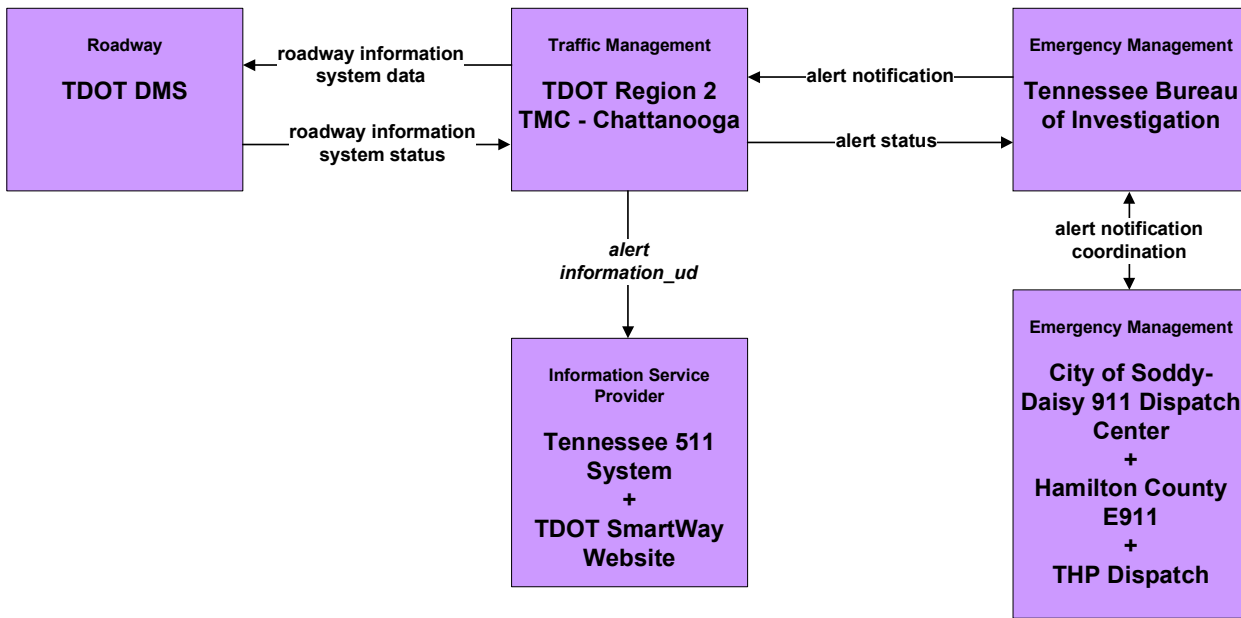 Roadway
TDOT DMS
roadway information
system data
roadway information
system status
Traffic Management
TDOT Region 2
TMC - Chattanooga
alert notification
alert status
Emergency Management
Tennessee Bureau
of Investigation
alert
information_ud
alert notification
coordination
Information Service
Provider
Tennessee 511
System
+
TDOT SmartWay
Website
Emergency Management
City of Soddy-
Daisy 911 Dispatch
Center
+
Hamilton County
E911
+
THP Dispatch